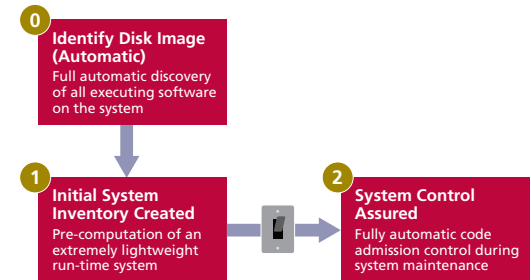 0
Identify Disk Image
(Automatic)
Full automatic discovery
of all executing software
on the system
1
Initial System
Inventory Created
Pre-computation of an
extremely lightweight
run-time system
2
System Control
Assured
Fully automatic code
admission control during
system maintenance